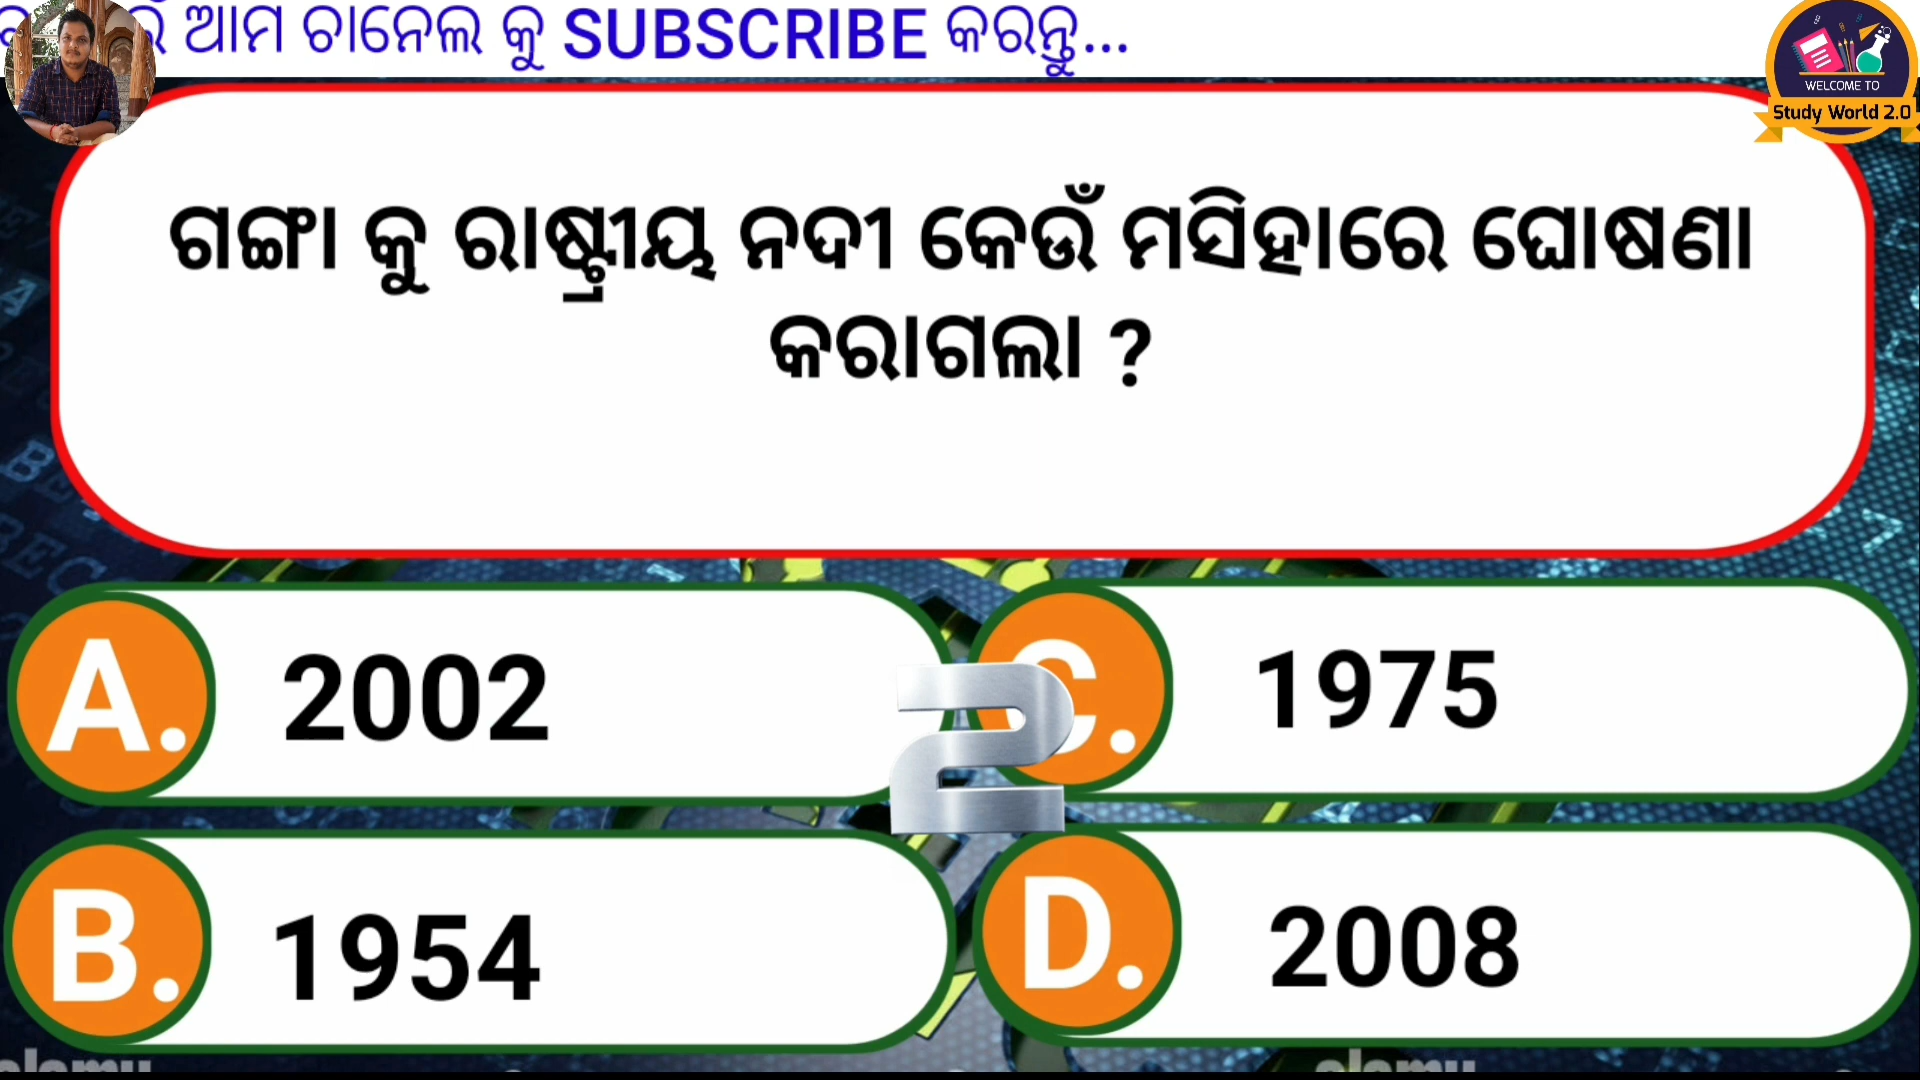 ଆମ ଚାନେଲ କୁ SUBSCRIBE କରନ୍ତୁ...
WELCOME TO
Study World 2.0
ଗଙ୍ଗା କୁ ରାଷ୍ଟ୍ରୀୟ ନଦୀ କେଉଁ ମସିହାରେ ଘୋଷଣା
କରାଗଲା ?
A. 2002
C. 1975
2
B. 1954
D. 2008